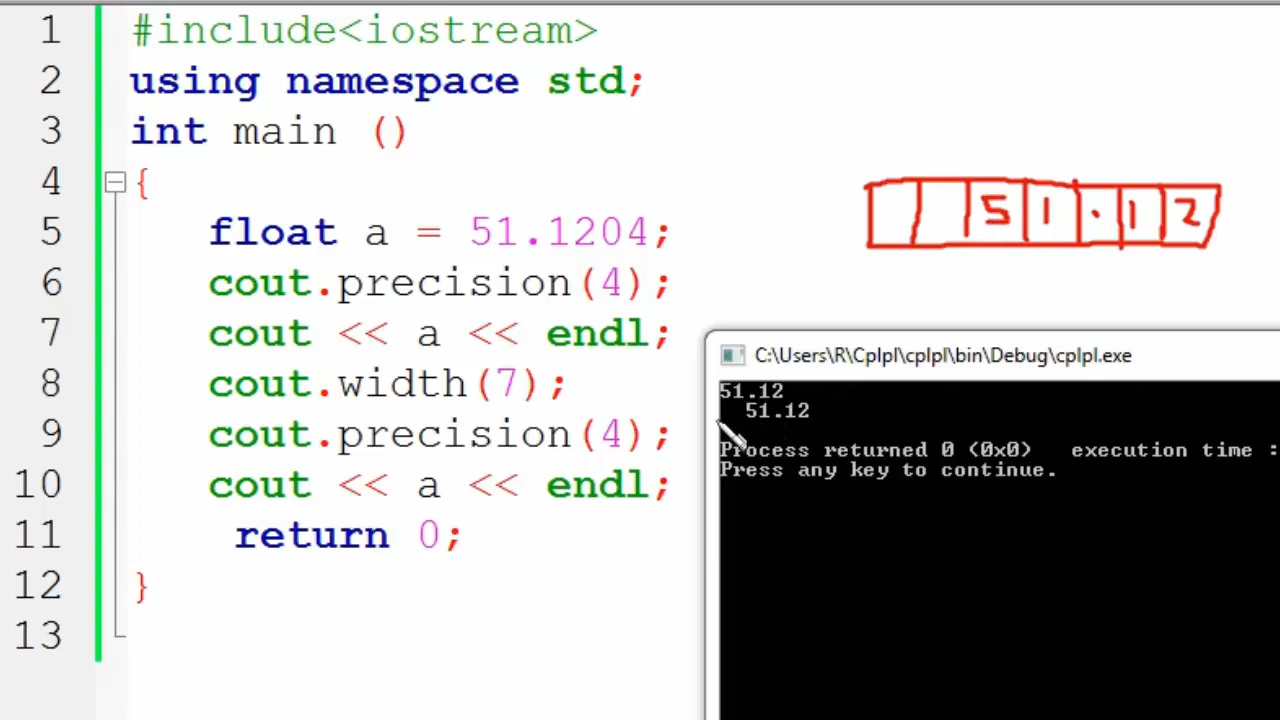 1 #include<iostream>
2 using namespace std;
3 int main ()
4 {
5 float a = 51.1204;
6 cout.precision(4);
7 cout << a << endl;
8 cout.width(7);
9 cout.precision(4);
10 cout << a << endl;
11 return 0;
12 }
13
51.12
C:\Users\R\Cplpl\cplpl\bin\Debug\cplpl.exe
51.12
51.12
Process returned 0 (0x0) execution time :
Press any key to continue.